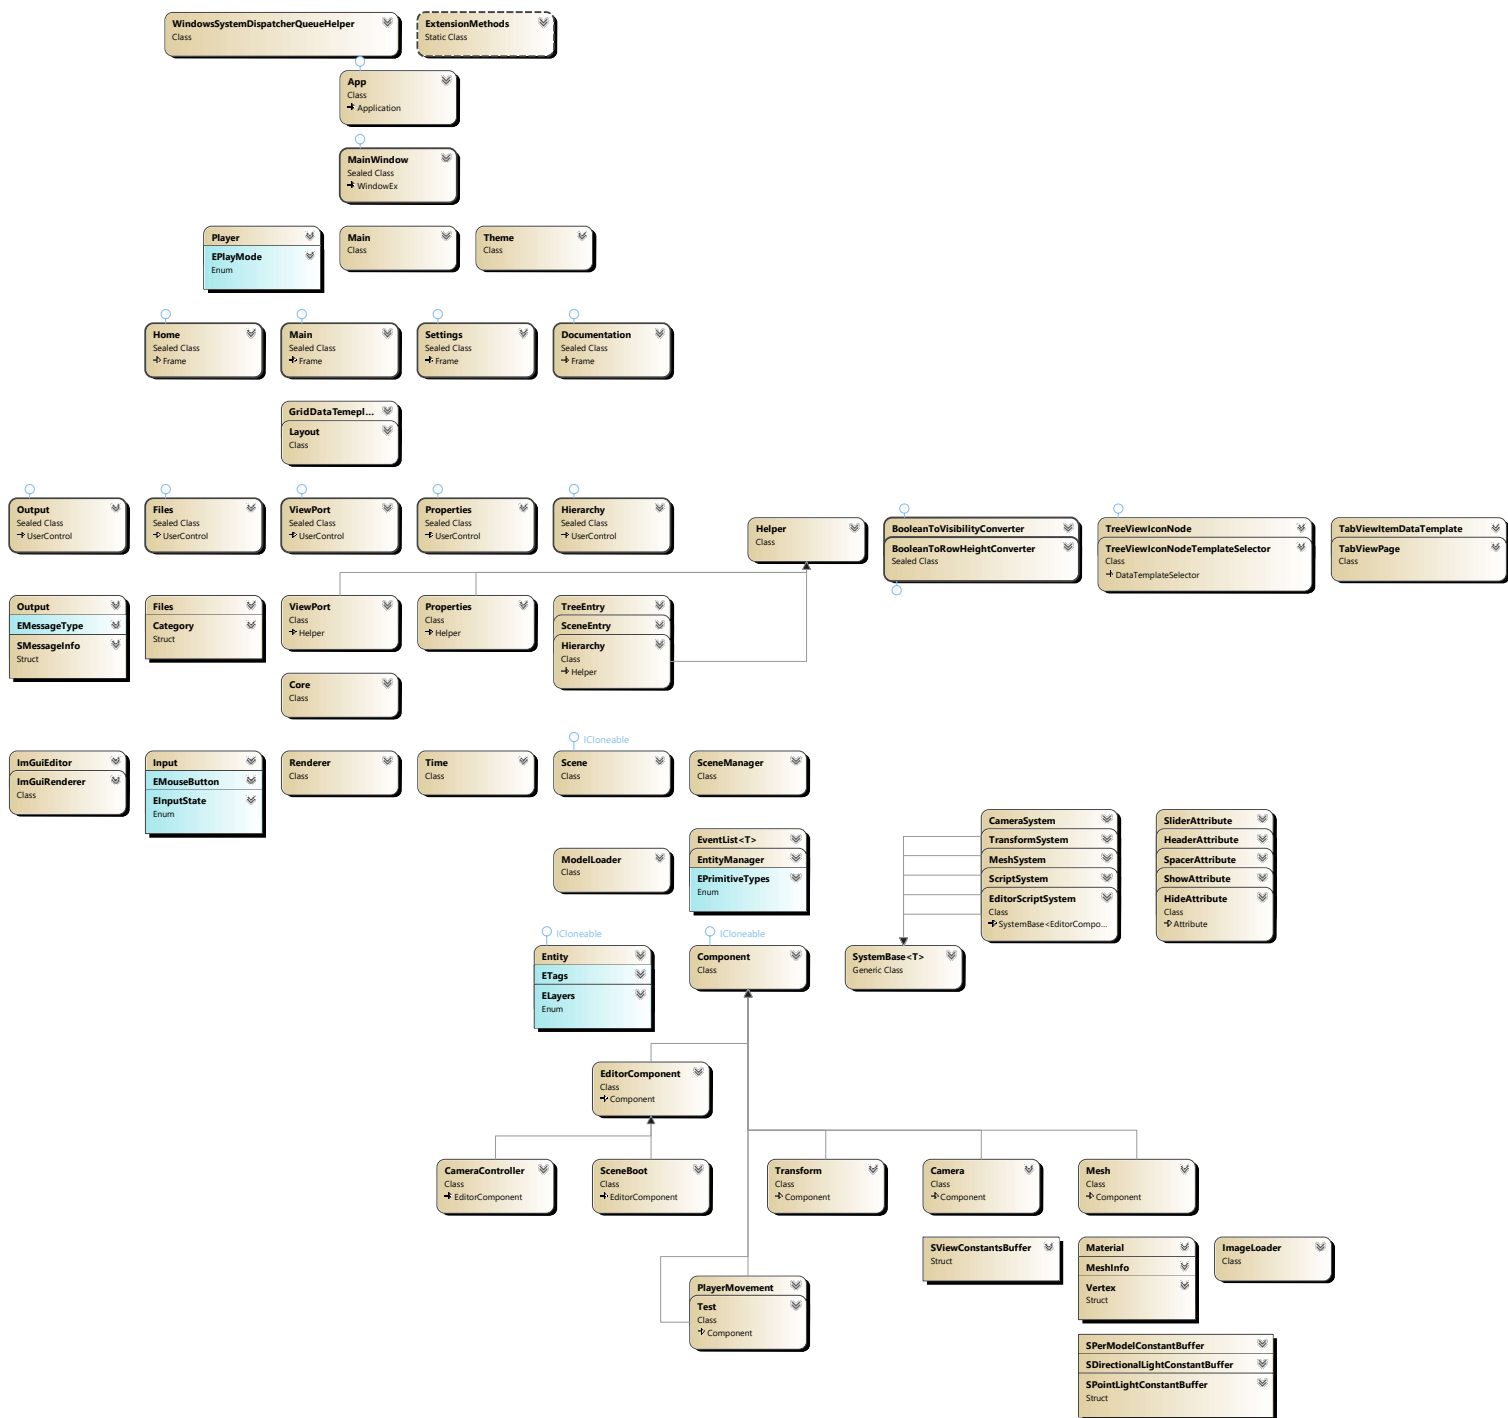 WindowsSystemDispatcherQueueHelper
Class
ExtensionMethods
Static Class
App
Class
Application
MainWindow
Sealed Class
WindowEx
Player
EPlayMode
Enum
Main
Class
Theme
Class
Home
Sealed Class
Frame
Main
Sealed Class
Frame
Settings
Sealed Class
Frame
Documentation
Sealed Class
Frame
GridDataTemepl...
Layout
Class
Output
Sealed Class
UserControl
Files
Sealed Class
UserControl
ViewPort
Sealed Class
UserControl
Properties
Sealed Class
UserControl
Hierarchy
Sealed Class
UserControl
Helper
Class
BooleanToVisibilityConverter
BooleanToRowHeightConverter
Sealed Class
TreeViewIconNode
TreeViewIconNodeTemplateSelector
Class
DataTemplateSelector
TabViewItemDataTemplate
TabViewPage
Class
Output
EMessageType
SMessageInfo
Struct
Files
Category
Struct
ViewPort
Class
Helper
Properties
Class
Helper
TreeEntry
SceneEntry
Hierarchy
Class
Helper
Core
Class
ImGuiEditor
ImGuiRenderer
Class
Input
EMouseButton
EInputState
Enum
Renderer
Class
Time
Class
ICloneable
Scene
Class
SceneManager
Class
ModelLoader
Class
EventList<T>
EntityManager
EPrimitiveTypes
Enum
CameraSystem
TransformSystem
MeshSystem
ScriptSystem
EditorScriptSystem
Class
SystemBase<EditorCompo...
SliderAttribute
HeaderAttribute
SpacerAttribute
ShowAttribute
HideAttribute
Class
Attribute
ICloneable
Entity
ETags
ELayers
Enum
ICloneable
Component
Class
SystemBase<T>
Generic Class
EditorComponent
Class
Component
CameraController
Class
EditorComponent
SceneBoot
Class
EditorComponent
Transform
Class
Component
Camera
Class
Component
Mesh
Class
Component
SViewConstantsBuffer
Struct
Material
MeshInfo
Vertex
Struct
ImageLoader
Class
PlayerMovement
Test
Class
Component
SPerModelConstantBuffer
SDirectionalLightConstantBuffer
SPointLightConstantBuffer
Struct